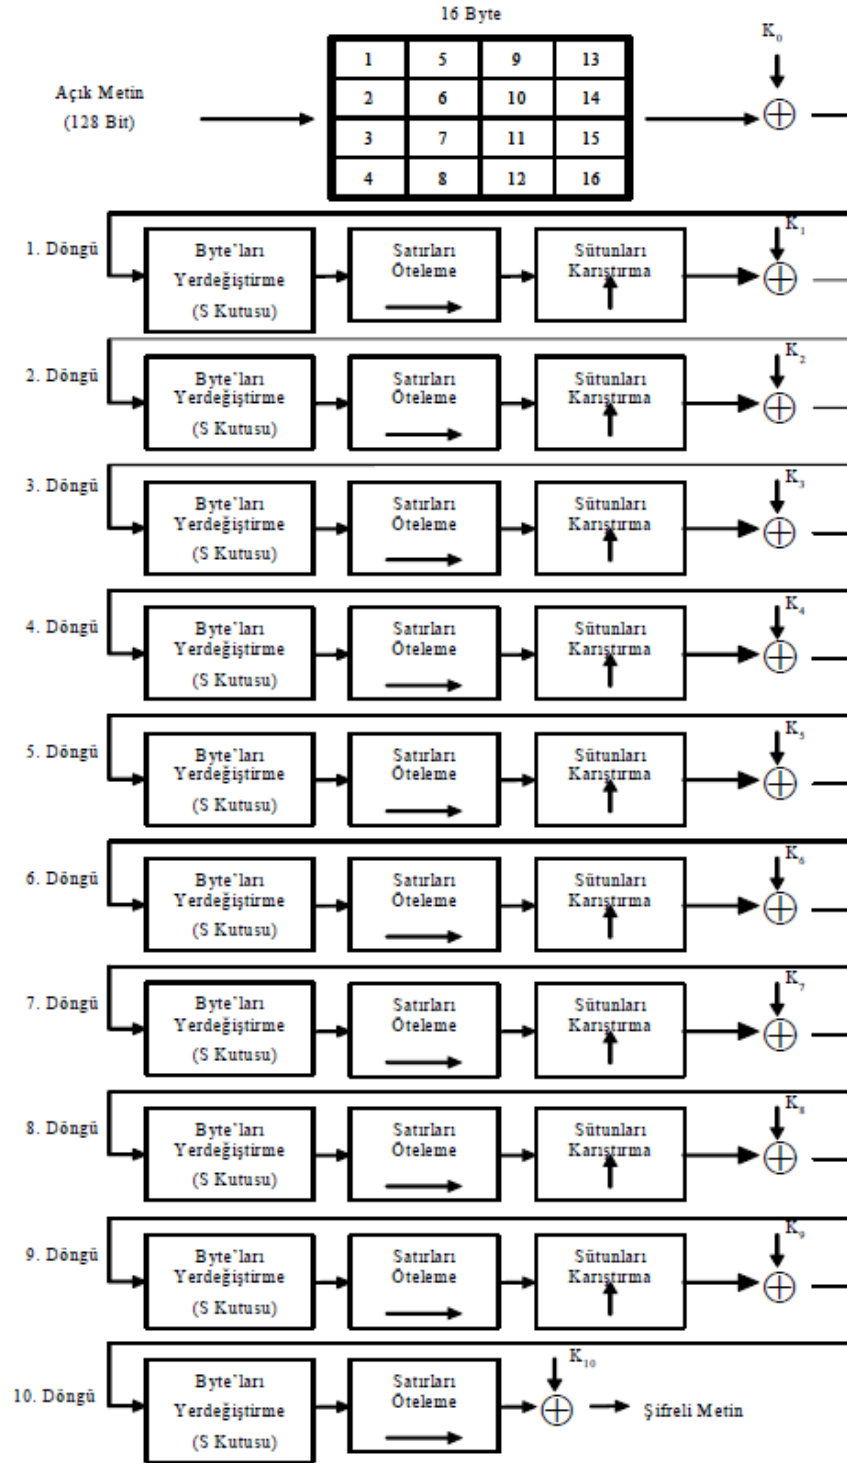 16 Byte
K0
1 5 9 13
Açık Metin
(128 Bit)
2 6 10 14
3 7 11 15
4 8 12 16
1. Döngü
Byte`ları
Yerdeğiştirme
(S Kutusu)
Satırları
Öteleme
Sütunları
Karıştırma
K1
2. Döngü
Byte`ları
Yerdeğiştirme
(S Kutusu)
Satırları
Öteleme
Sütunları
Karıştırma
K2
3. Döngü
Byte`ları
Yerdeğiştirme
(S Kutusu)
Satırları
Öteleme
Sütunları
Karıştırma
K3
4. Döngü
Byte`ları
Yerdeğiştirme
(S Kutusu)
Satırları
Öteleme
Sütunları
Karıştırma
K4
5. Döngü
Byte`ları
Yerdeğiştirme
(S Kutusu)
Satırları
Öteleme
Sütunları
Karıştırma
K5
6. Döngü
Byte`ları
Yerdeğiştirme
(S Kutusu)
Satırları
Öteleme
Sütunları
Karıştırma
K6
7. Döngü
Byte`ları
Yerdeğiştirme
(S Kutusu)
Satırları
Öteleme
Sütunları
Karıştırma
K7
8. Döngü
Byte`ları
Yerdeğiştirme
(S Kutusu)
Satırları
Öteleme
Sütunları
Karıştırma
K8
9. Döngü
Byte`ları
Yerdeğiştirme
(S Kutusu)
Satırları
Öteleme
Sütunları
Karıştırma
K9
10. Döngü
Byte`ları
Yerdeğiştirme
(S Kutusu)
Satırları
Öteleme
K10
Şifreli Metin